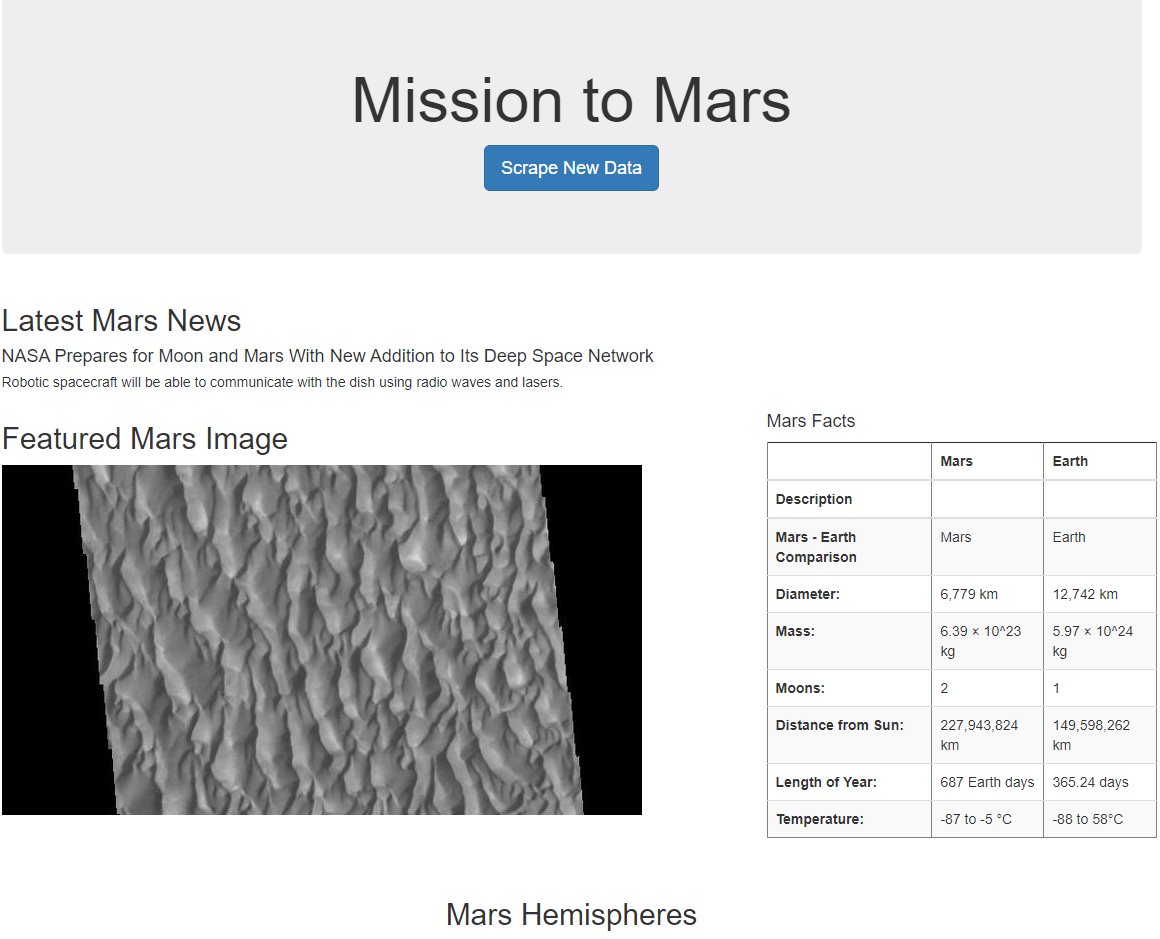 Mission to Mars
Scrape New Data
Latest Mars News
NASA Prepares for Moon and Mars With New Addition to Its Deep Space Network
Robotic spacecraft will be able to communicate with the dish using radio waves and lasers.
Featured Mars Image
Mars Facts
Mars Earth
Description
Mars - Earth Mars Earth
Comparison
Diameter: 6,779 km 12,742 km
Mass: 6.39 × 10^23 5.97 × 10^24
kg kg
Moons: 2 1
Distance from Sun: 227,943,824 149,598,262
km km
Length of Year: 687 Earth days 365.24 days
Temperature: -87 to -5 °C -88 to 58°C
Mars Hemispheres